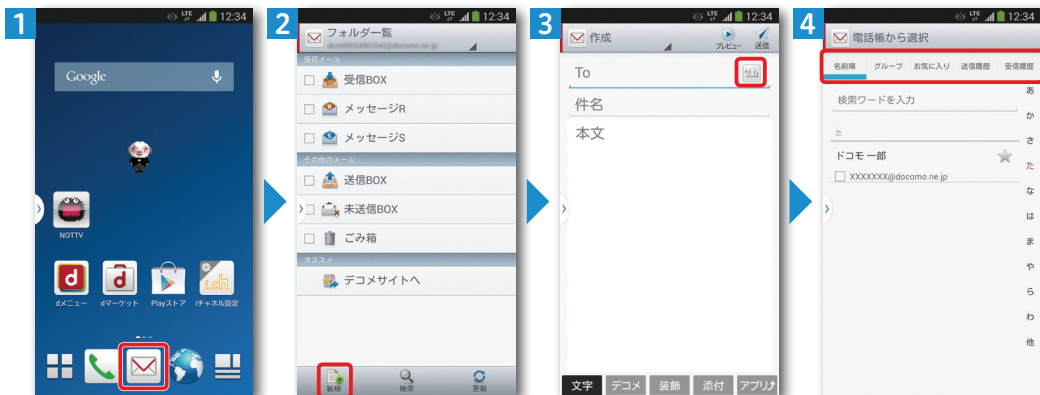 1
LTE 12:34
Google
NOTTV
dメニュー dマーケット Playストア iチャネル設定
2
LTE 12:34
フォルダ一覧
受信メール
受信BOX
メッセージR
メッセージS
その他のメール
送信BOX
未送信BOX
ごみ箱
オススメ
デコメサイトへ
新規 検索 更新
3
LTE 12:34
作成 プレビュー 送信
To
件名
本文
文字 デコメ 装飾 添付 アプリ
4
LTE 12:34
電話帳から選択
名前順 グループ お気に入り 送信履歴 受信履歴
検索ワードを入力
た
ドコモ 一郎
XXXXXXX@docomo.ne.jp
あ
か
さ
た
な
は
ま
や
ら
わ
他